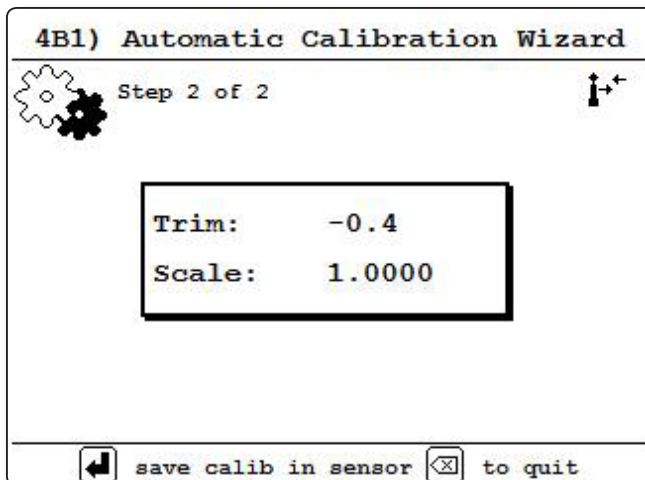 4B1) Automatic Calibration Wizard
Step 2 of 2
Trim: -0.4
Scale: 1.0000
save calib in sensor to quit